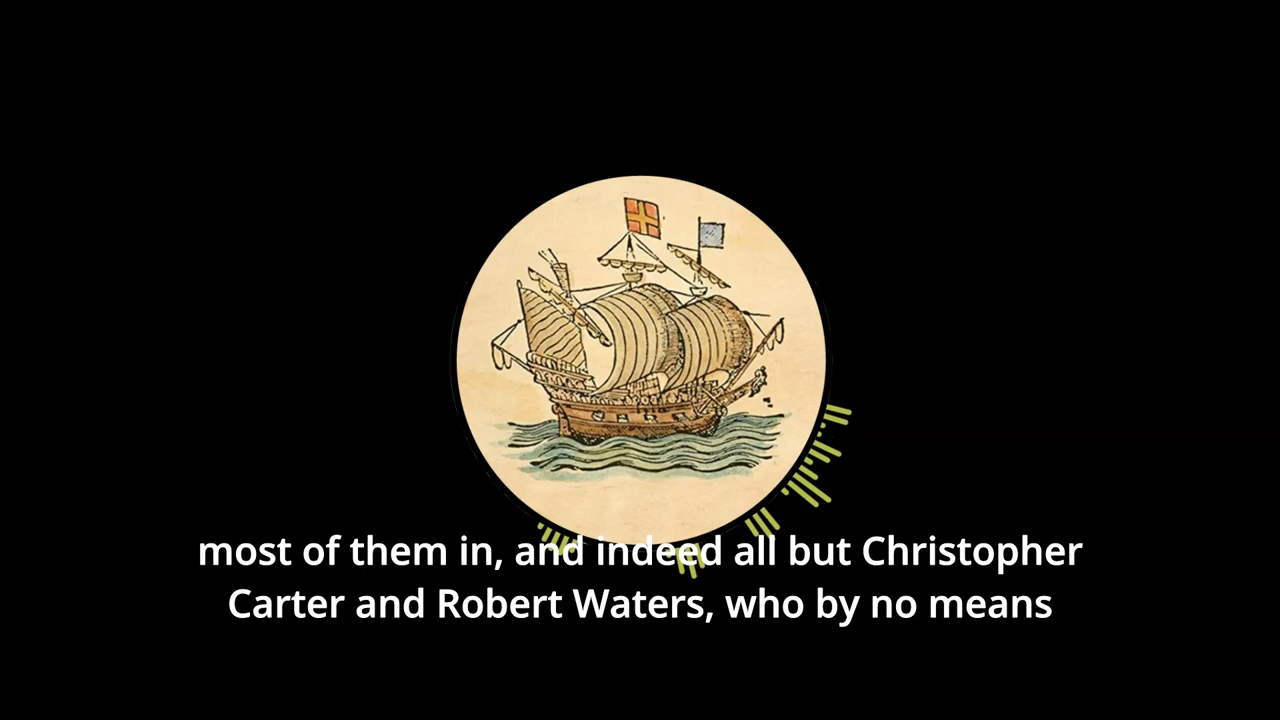 most of them in, and indeed all but Christopher
Carter and Robert Waters, who by no means